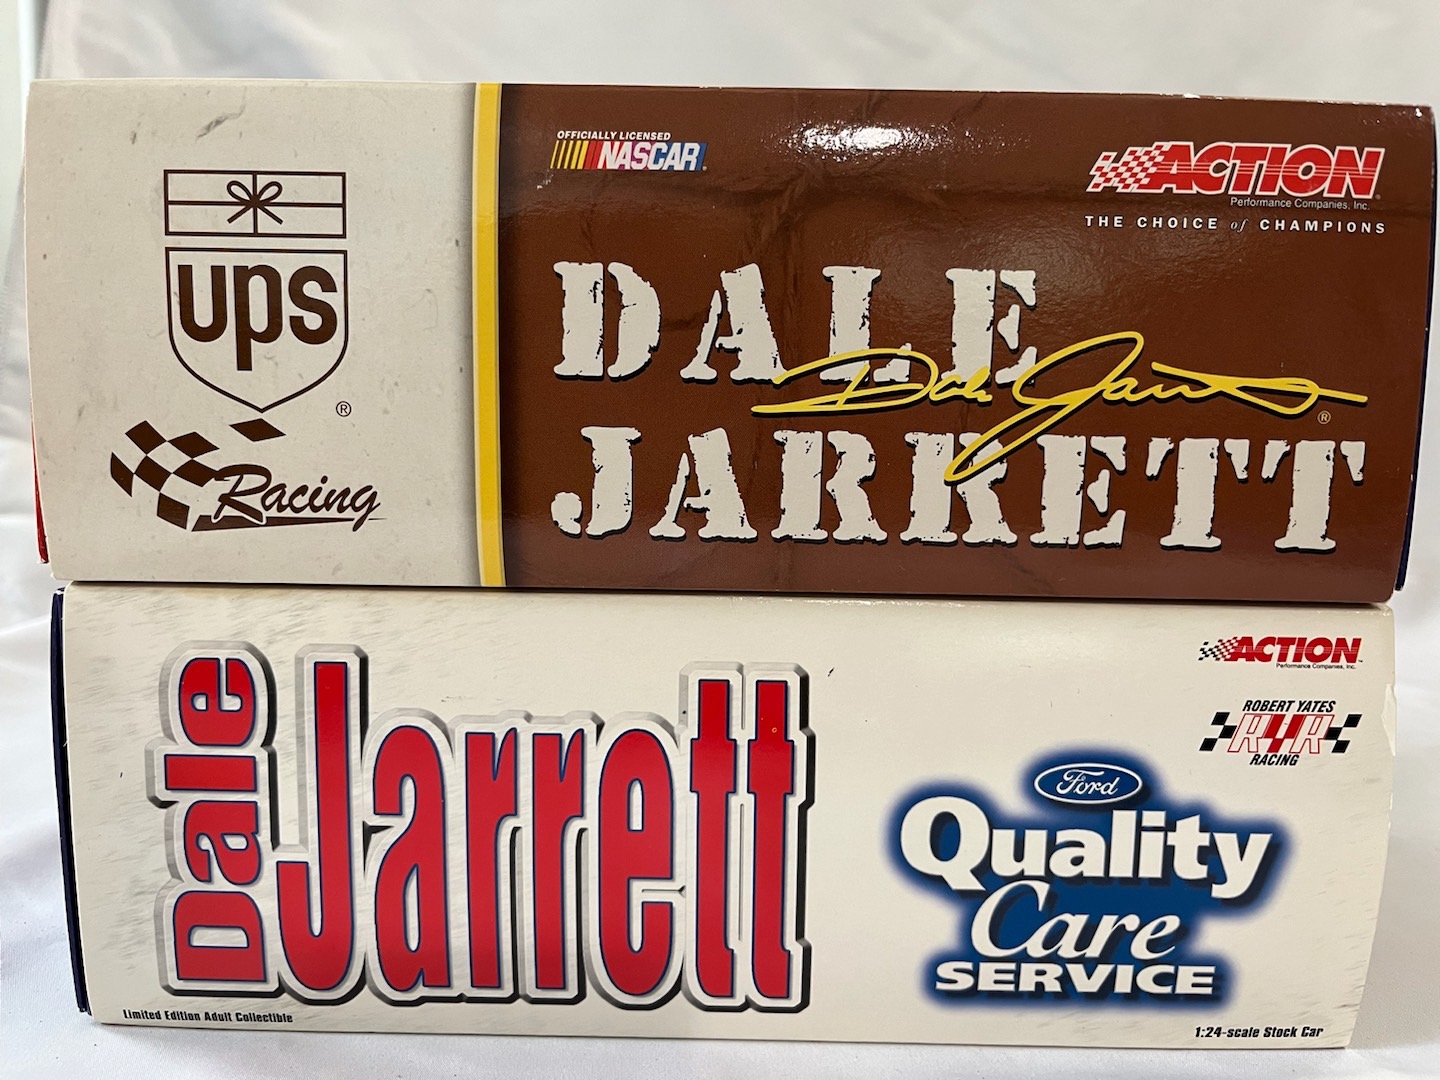 ups
®
Racing
OFFICIALLY LICENSED
NASCAR
ACTION
Performance Companies, Inc.
THE CHOICE of CHAMPIONS
DALE
Dale Jarrett
®
JARRETT
Dale
Jarrett
ACTION
Performance Companies, Inc.
ROBERT YATES
RYR
RACING
Ford
Quality
Care
SERVICE
Limited Edition Adult Collectible
1:24-scale Stock Car